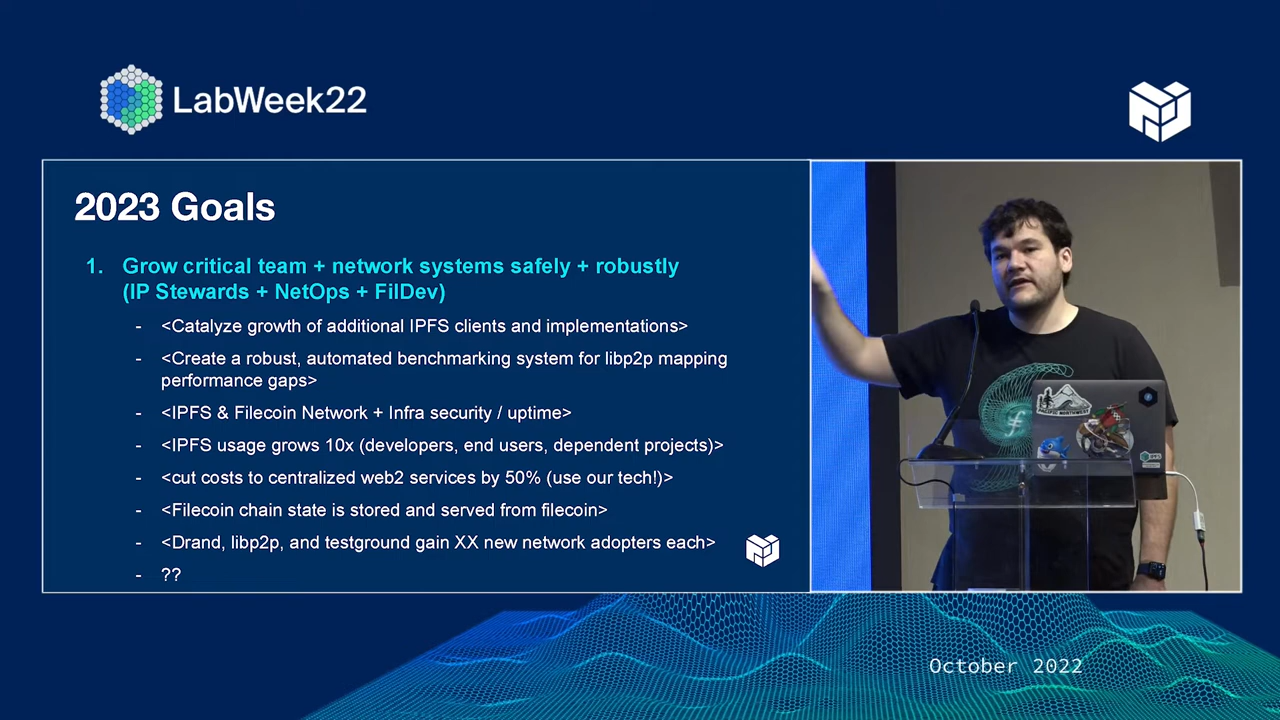 LabWeek22
2023 Goals
1. Grow critical team + network systems safely + robustly
(IP Stewards + NetOps + FilDev)
- <Catalyze growth of additional IPFS clients and implementations>
- <Create a robust, automated benchmarking system for libp2p mapping
performance gaps>
- <IPFS & Filecoin Network + Infra security / uptime>
- <IPFS usage grows 10x (developers, end users, dependent projects)>
- <cut costs to centralized web2 services by 50% (use our tech!)>
- <Filecoin chain state is stored and served from filecoin>
- <Drand, libp2p, and testground gain XX new network adopters each>
- ??
PACIFIC NORTHWEST
IPFS
October 2022